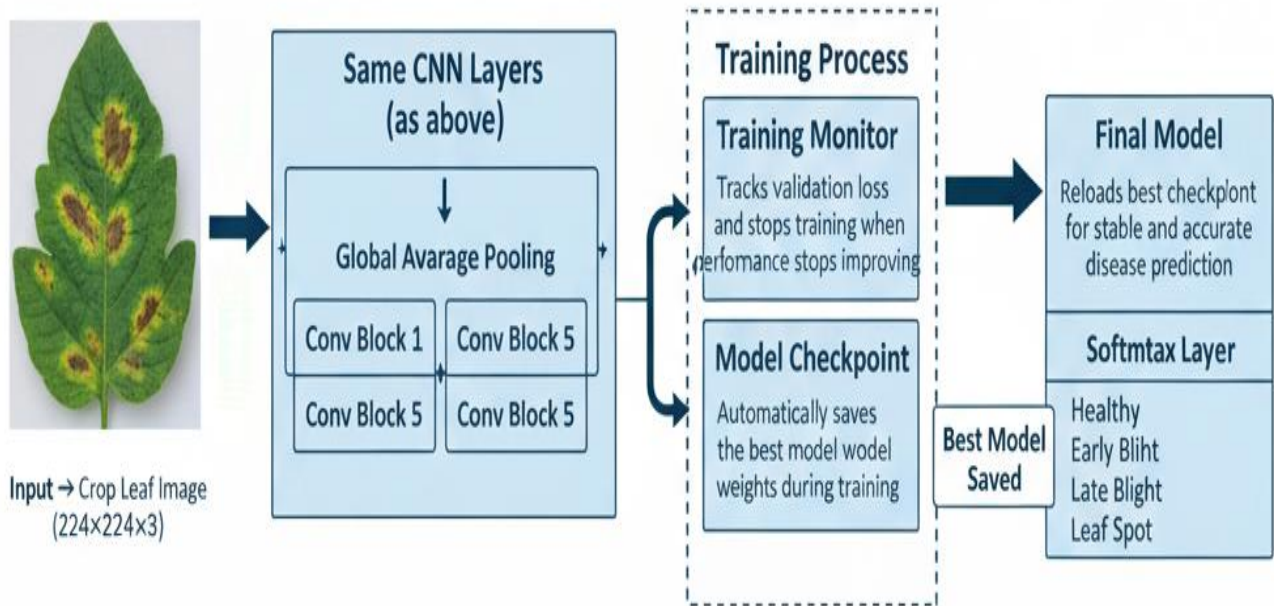 Input → Crop Leaf Image
(224×224×3)
Same CNN Layers
(as above)
Global Avarage Pooling
Conv Block 1
Conv Block 5
Conv Block 5
Conv Block 5
Training Process
Training Monitor
Tracks validation loss
and stops training when
performance stops improving
Model Checkpoint
Automatically saves
the best model wodel
weights during training
Best Model
Saved
Final Model
Reloads best checkpiont
for stable and accurate
disease prediction
Softmtax Layer
Healthy
Early Bliht
Late Blight
Leaf Spot